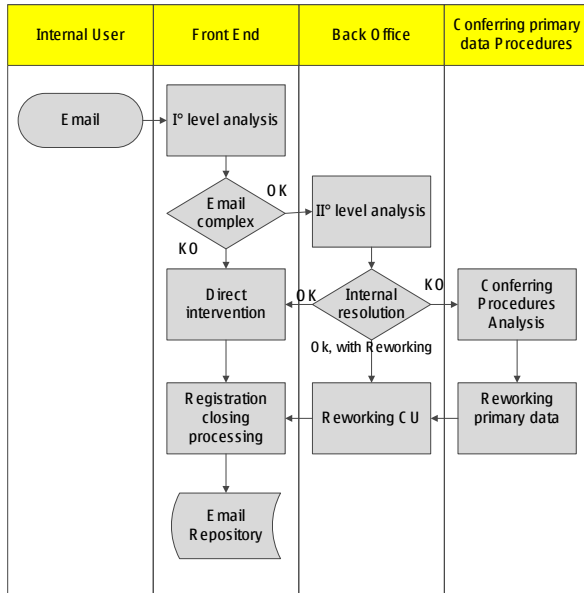 Internal User
Front End
Back Office
Conferring primary
data Procedures
Email
I° level analysis
Email
complex
OK
KO
II° level analysis
Direct
intervention
OK
Internal
resolution
KO
Conferring
Procedures
Analysis
Ok, with Reworking
Registration
closing
processing
Reworking CU
Reworking
primary data
Email
Repository